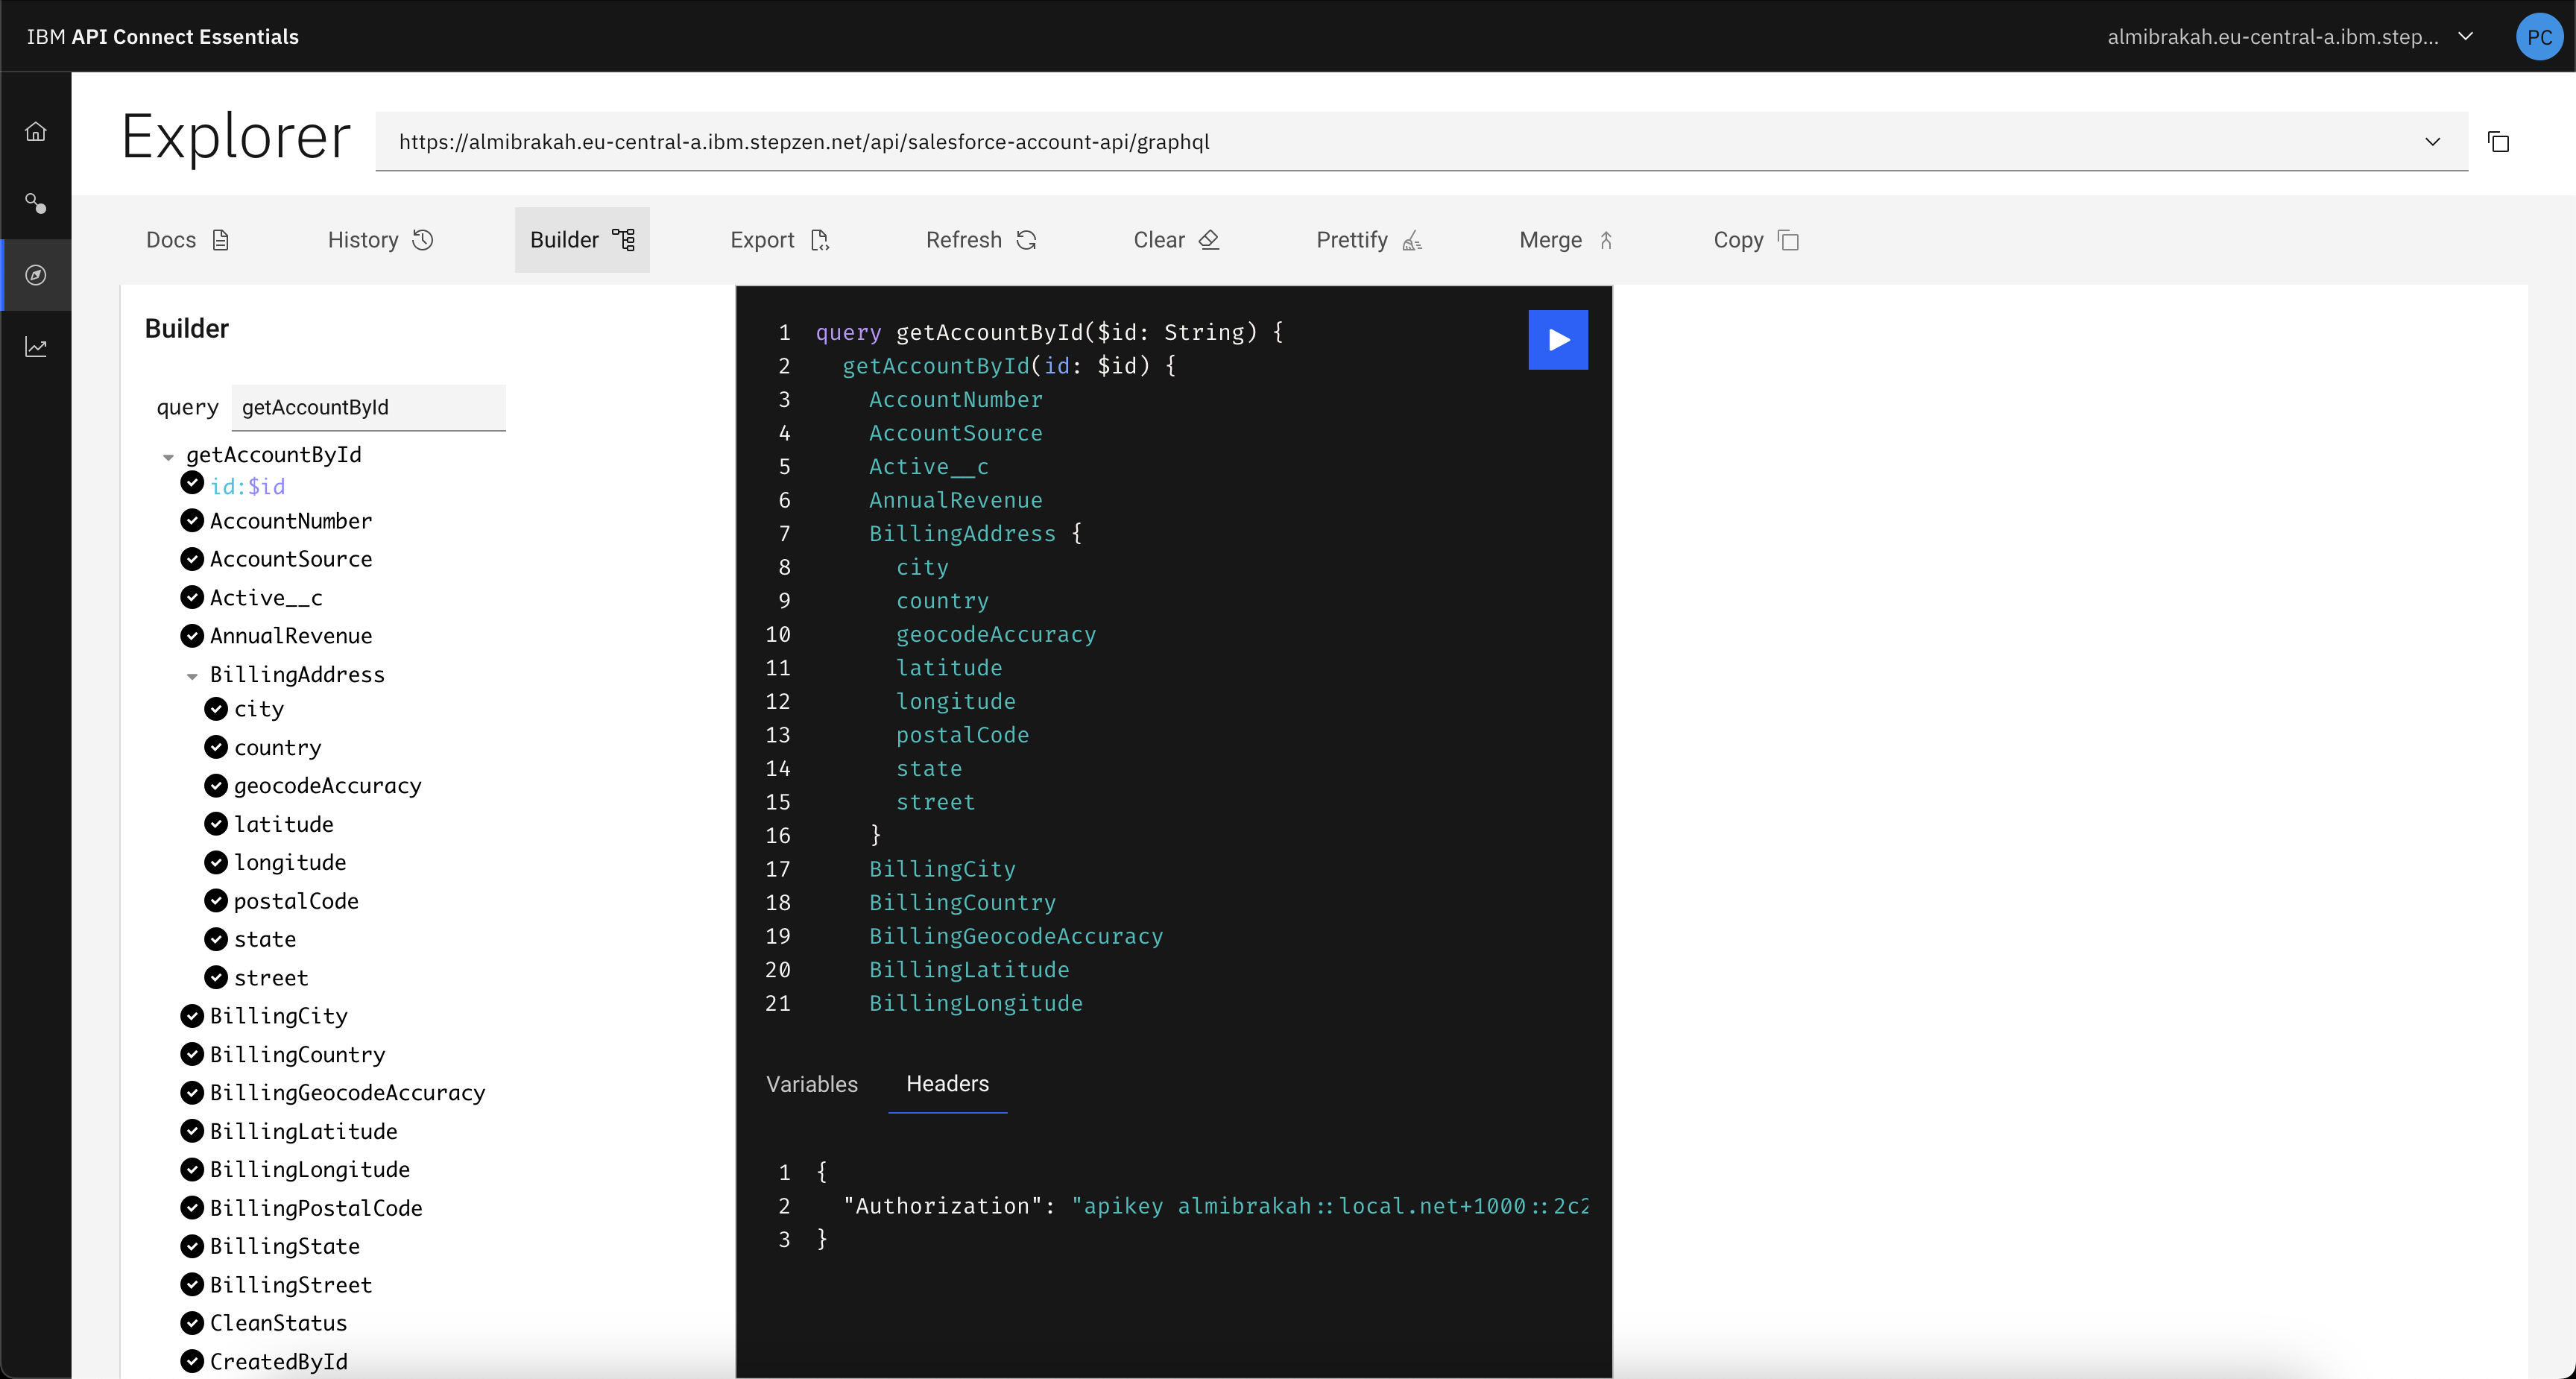 IBM API Connect Essentials
almibrakah.eu-central-a.ibm.step...
PC
Explorer
https://almibrakah.eu-central-a.ibm.stepzen.net/api/salesforce-account-api/graphql
Docs
History
Builder
Export
Refresh
Clear
Prettify
Merge
Copy
Builder
query getAccountById
getAccountById
id:$id
AccountNumber
AccountSource
Active__c
AnnualRevenue
BillingAddress
city
country
geocodeAccuracy
latitude
longitude
postalCode
state
street
BillingCity
BillingCountry
BillingGeocodeAccuracy
BillingLatitude
BillingLongitude
BillingPostalCode
BillingState
BillingStreet
CleanStatus
CreatedById
1 query getAccountById($id: String) {
2 getAccountById(id: $id) {
3 AccountNumber
4 AccountSource
5 Active__c
6 AnnualRevenue
7 BillingAddress {
8 city
9 country
10 geocodeAccuracy
11 latitude
12 longitude
13 postalCode
14 state
15 street
16 }
17 BillingCity
18 BillingCountry
19 BillingGeocodeAccuracy
20 BillingLatitude
21 BillingLongitude
Variables
Headers
1 {
2 "Authorization": "apikey almibrakah::local.net+1000::2c2
3 }